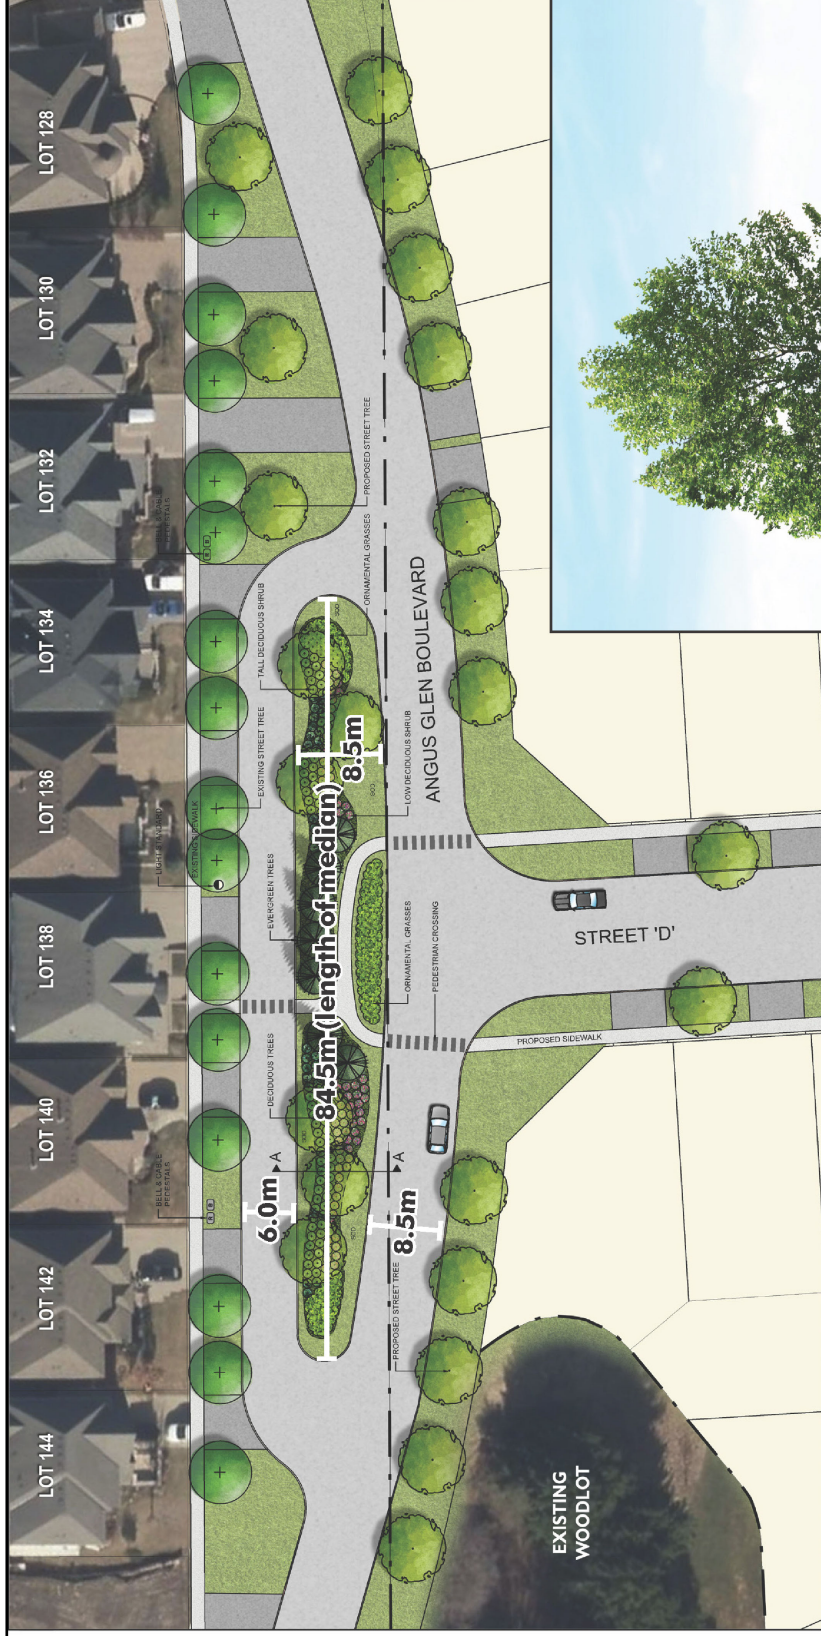 LOT 128
LOT 130
LOT 132
LOT 134
LOT 136
LOT 138
LOT 140
LOT 142
LOT 144
BELL & CABLE
PEDESTALS
PROPOSED STREET TREE
ORNAMENTAL GRASSES
TALL DECIDUOUS SHRUB
EXISTING STREET TREE
LOW DECIDUOUS SHRUB
ANGUS GLEN BOULEVARD
8.5m
LIGHT STANDARD
EXISTING SIDEWALK
EVERGREEN TREES
84.5m (length of median)
ORNAMENTAL GRASSES
PEDESTRIAN CROSSING
STREET 'D'
PROPOSED SIDEWALK
DECIDUOUS TREES
A
A
BELL & CABLE
PEDESTALS
6.0m
8.5m
PROPOSED STREET TREE
EXISTING
WOODLOT